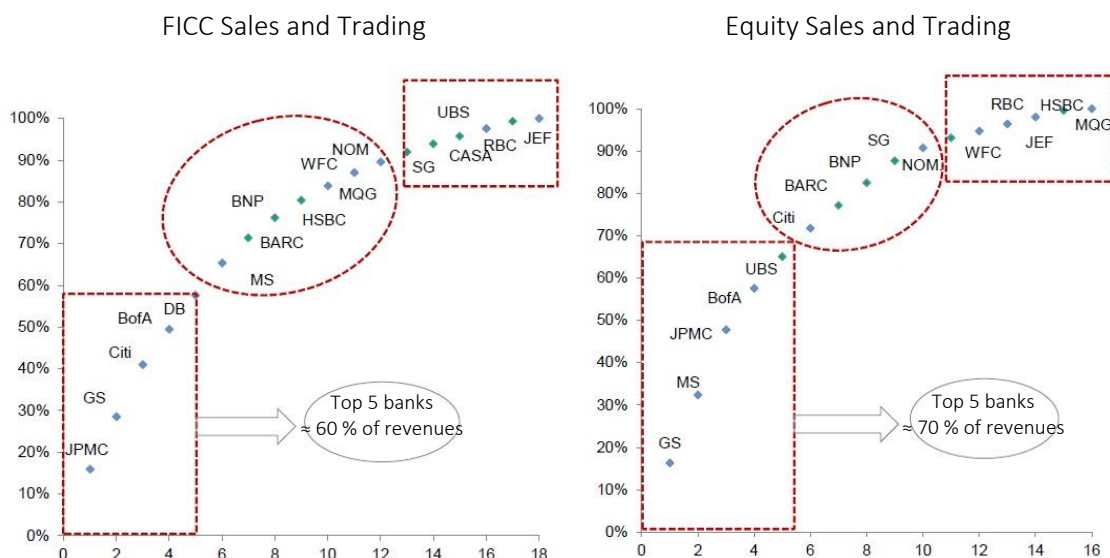 FICC Sales and Trading
Equity Sales and Trading
100%
90%
80%
70%
60%
50%
40%
30%
20%
10%
0%
0 2 4 6 8 10 12 14 16 18
JPMC
GS
Citi
BofA
DB
MS
BARC
BNP
HSBC
WFC
MQG
NOM
SG
CASA
UBS
RBC
JEF
Top 5 banks
≈ 60 % of revenues
100%
90%
80%
70%
60%
50%
40%
30%
20%
10%
0%
0 2 4 6 8 10 12 14 16
GS
MS
JPMC
BofA
UBS
Citi
BARC
BNP
SG
NOM
WFC
RBC
JEF
HSBC
MQG
Top 5 banks
≈ 70 % of revenues